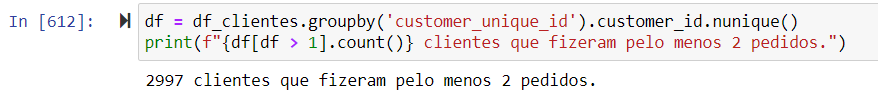 In [612]: df = df_clientes.groupby('customer_unique_id').customer_id.nunique()
print(f"{df[df > 1].count()} clientes que fizeram pelo menos 2 pedidos.")
2997 clientes que fizeram pelo menos 2 pedidos.